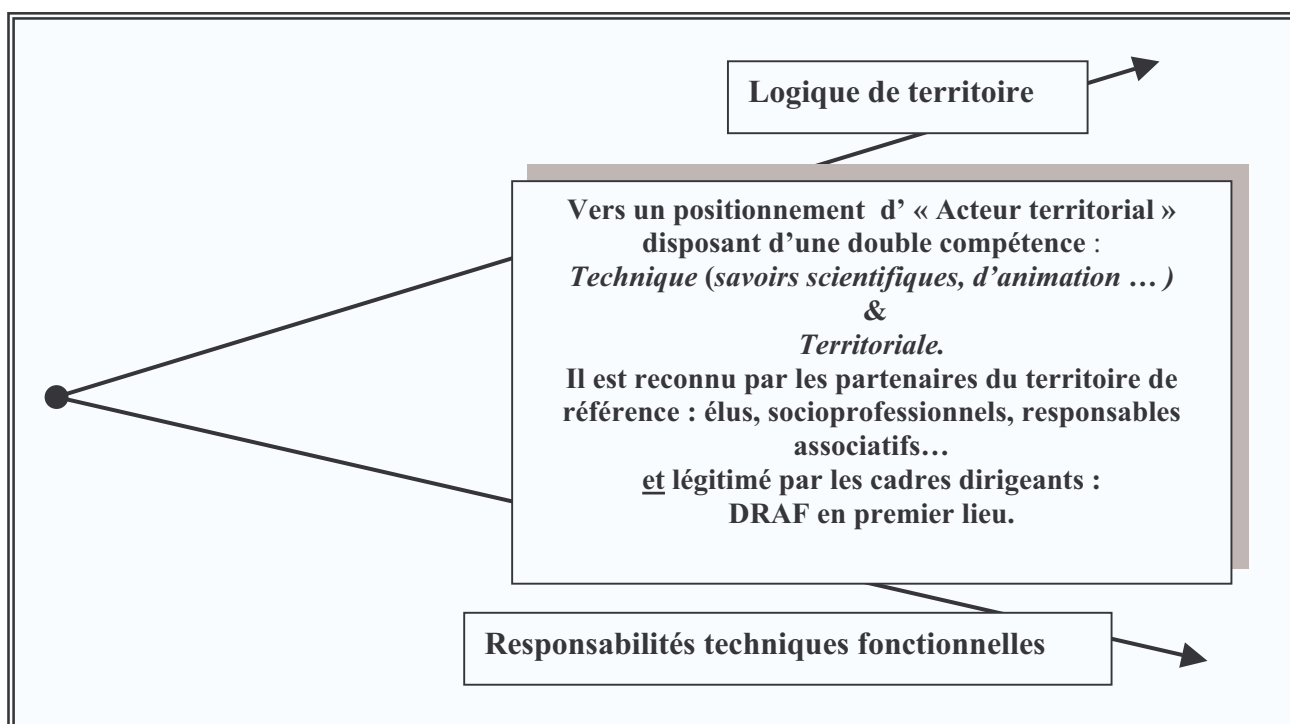 Logique de territoire
Vers un positionnement d’ « Acteur territorial »
disposant d’une double compétence :
Technique (savoirs scientifiques, d’animation … )
&
Territoriale.
Il est reconnu par les partenaires du territoire de
référence : élus, socioprofessionnels, responsables
associatifs…
et légitimé par les cadres dirigeants :
DRAF en premier lieu.
Responsabilités techniques fonctionnelles